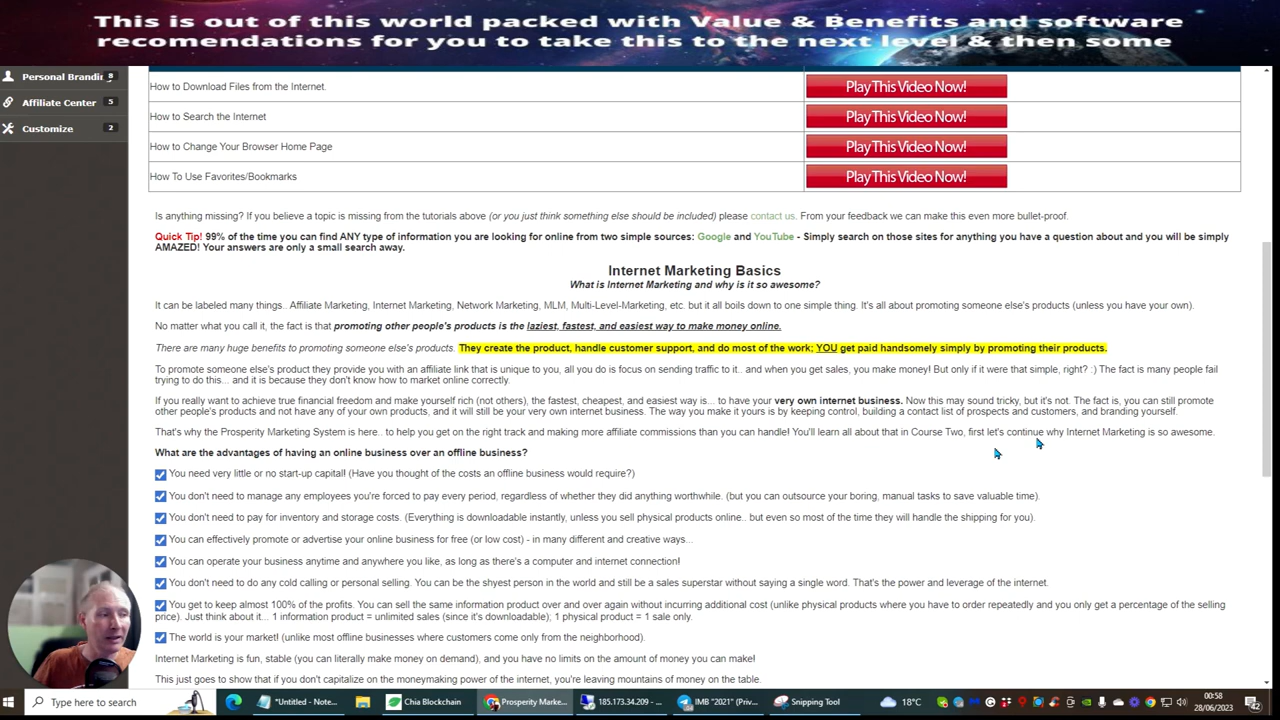 This is out of this world packed with Value & Benefits and software
recomendations for you to take this to the next level & then some
Personal Brandi 8
Affiliate Center 5
Customize 2
How to Download Files from the Internet. Play This Video Now!
How to Search the Internet Play This Video Now!
How to Change Your Browser Home Page Play This Video Now!
How To Use Favorites/Bookmarks Play This Video Now!
Is anything missing? If you believe a topic is missing from the tutorials above (or you just think something else should be included) please contact us. From your feedback we can make this even more bullet-proof.
Quick Tip! 99% of the time you can find ANY type of information you are looking for online from two simple sources: Google and YouTube - Simply search on those sites for anything you have a question about and you will be simply
AMAZED! Your answers are only a small search away.
Internet Marketing Basics
What is Internet Marketing and why is it so awesome?
It can be labeled many things.. Affiliate Marketing, Internet Marketing, Network Marketing, MLM, Multi-Level-Marketing, etc. but it all boils down to one simple thing. It's all about promoting someone else's products (unless you have your own).
No matter what you call it, the fact is that promoting other people's products is the laziest, fastest, and easiest way to make money online.
There are many huge benefits to promoting someone else's products. They create the product, handle customer support, and do most of the work; YOU get paid handsomely simply by promoting their products.
To promote someone else's product they provide you with an affiliate link that is unique to you, all you do is focus on sending traffic to it.. and when you get sales, you make money! But only if it were that simple, right? :) The fact is many people fail
trying to do this... and it is because they don't know how to market online correctly.
If you really want to achieve true financial freedom and make yourself rich (not others), the fastest, cheapest, and easiest way is... to have your very own internet business. Now this may sound tricky, but it's not. The fact is, you can still promote
other people's products and not have any of your own products, and it will still be your very own internet business. The way you make it yours is by keeping control, building a contact list of prospects and customers, and branding yourself.
That's why the Prosperity Marketing System is here.. to help you get on the right track and making more affiliate commissions than you can handle! You'll learn all about that in Course Two, first let's continue why Internet Marketing is so awesome.
What are the advantages of having an online business over an offline business?
You need very little or no start-up capital! (Have you thought of the costs an offline business would require?)
You don't need to manage any employees you're forced to pay every period, regardless of whether they did anything worthwhile. (but you can outsource your boring, manual tasks to save valuable time).
You don't need to pay for inventory and storage costs. (Everything is downloadable instantly, unless you sell physical products online.. but even so most of the time they will handle the shipping for you).
You can effectively promote or advertise your online business for free (or low cost) - in many different and creative ways...
You can operate your business anytime and anywhere you like, as long as there's a computer and internet connection!
You don't need to do any cold calling or personal selling. You can be the shyest person in the world and still be a sales superstar without saying a single word. That's the power and leverage of the internet.
You get to keep almost 100% of the profits. You can sell the same information product over and over again without incurring additional cost (unlike physical products where you have to order repeatedly and you only get a percentage of the selling
price). Just think about it... 1 information product = unlimited sales (since it's downloadable); 1 physical product = 1 sale only.
The world is your market! (unlike most offline businesses where customers come only from the neighborhood).
Internet Marketing is fun, stable (you can literally make money on demand), and you have no limits on the amount of money you can make!
This just goes to show that if you don't capitalize on the moneymaking power of the internet, you're leaving mountains of money on the table.
Type here to search *Untitled - Note... Chia Blockchain Prosperity Marke... 185.173.34.209 - ... IMB "2021" (Priv... Snipping Tool 18°C 00:58
28/06/2023 42